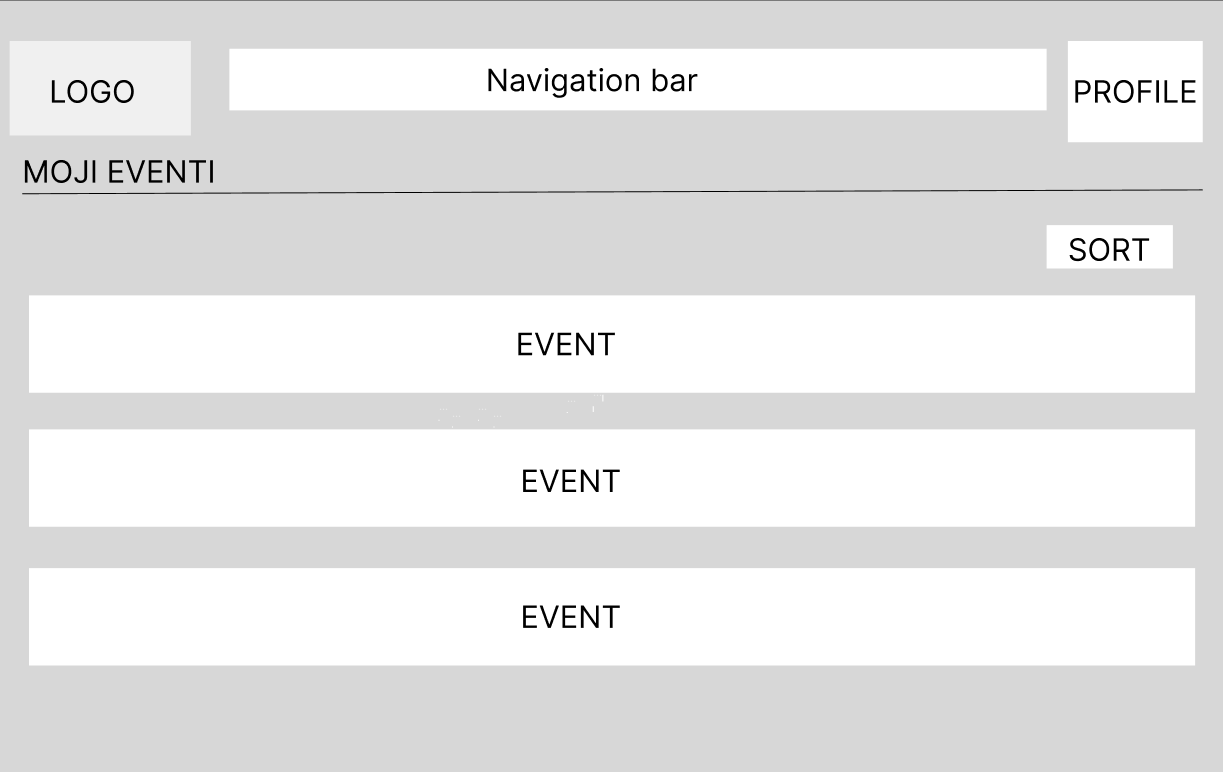 LOGO
Navigation bar
PROFILE
MOJI EVENTI
SORT
EVENT
EVENT
EVENT